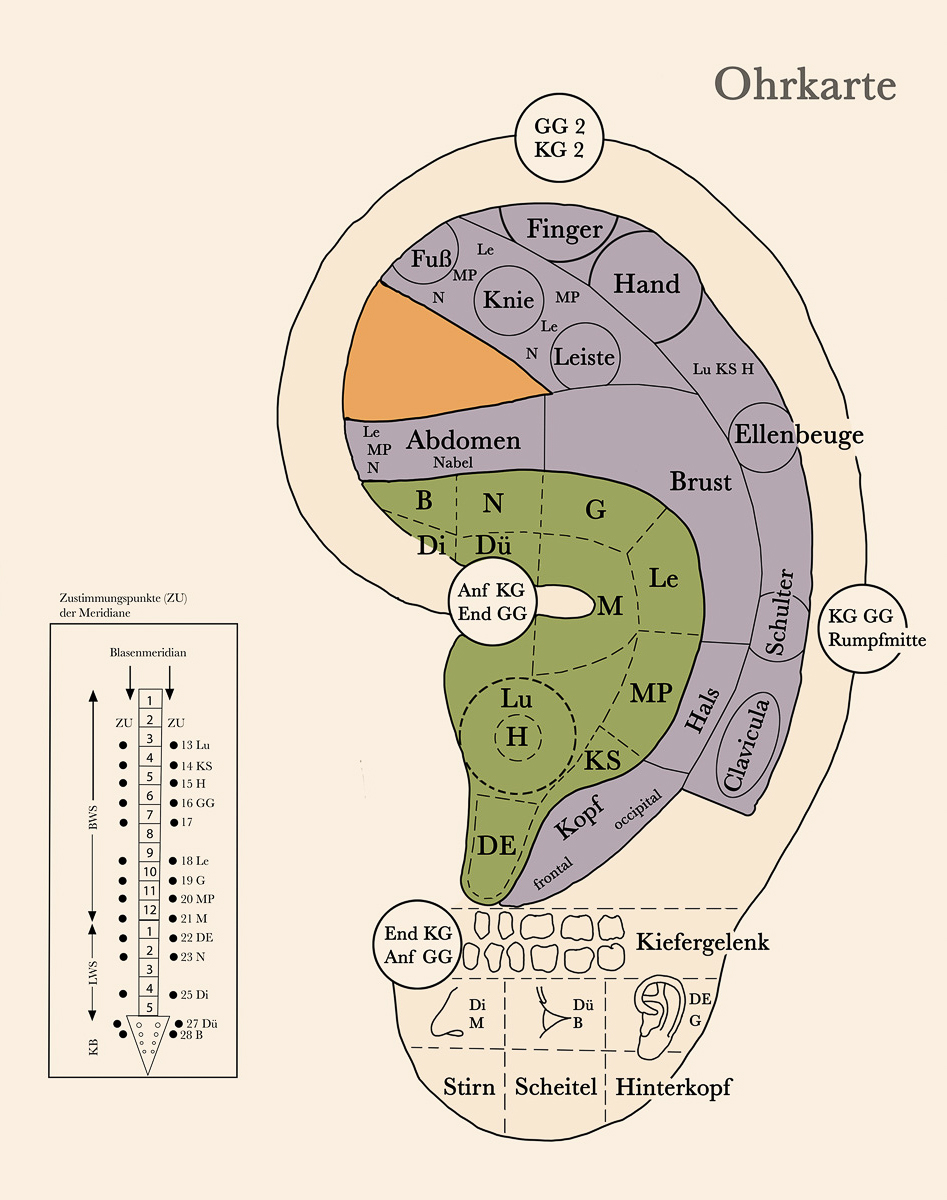 Ohrkarte
GG 2
KG 2
Finger
Fuß
Le
MP
N
Hand
Knie
MP
Le
N
Leiste
Lu KS H
Le
MP
N
Abdomen
Nabel
Ellenbeuge
Brust
B
N
G
Di
Dü
Le
Anf KG
End GG
M
Schulter
KG GG
Rumpfmitte
MP
Hals
Lu
H
KS
Clavicula
DE
Kopf
occipital
frontal
End KG
Anf GG
Kiefergelenk
Di
M
Dü
B
DE
G
Stirn
Scheitel
Hinterkopf
Zustimmungspunkte (ZU)
der Meridiane
Blasenmeridian
ZU
ZU
1
2
3
4
5
6
7
8
9
10
11
12
1
2
3
4
5
13 Lu
14 KS
15 H
16 GG
17
18 Le
19 G
20 MP
21 M
22 DE
23 N
25 Di
27 Dü
28 B
BWS
LWS
KB